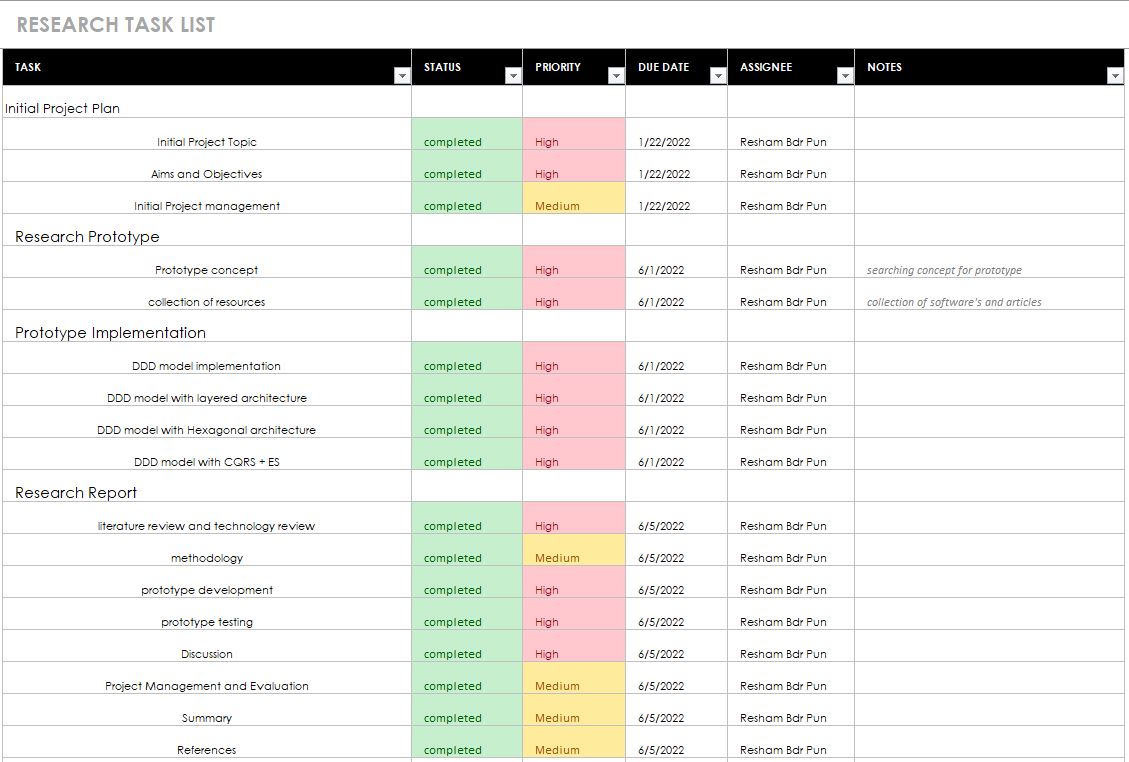 RESEARCH TASK LIST
TASK STATUS PRIORITY DUE DATE ASSIGNEE NOTES
Initial Project Plan
Initial Project Topic completed High 1/22/2022 Resham Bdr Pun
Aims and Objectives completed High 1/22/2022 Resham Bdr Pun
Initial Project management completed Medium 1/22/2022 Resham Bdr Pun
Research Prototype
Prototype concept completed High 6/1/2022 Resham Bdr Pun searching concept for prototype
collection of resources completed High 6/1/2022 Resham Bdr Pun collection of software's and articles
Prototype Implementation
DDD model implementation completed High 6/1/2022 Resham Bdr Pun
DDD model with layered architecture completed High 6/1/2022 Resham Bdr Pun
DDD model with Hexagonal architecture completed High 6/1/2022 Resham Bdr Pun
DDD model with CQRS + ES completed High 6/1/2022 Resham Bdr Pun
Research Report
literature review and technology review completed High 6/5/2022 Resham Bdr Pun
methodology completed Medium 6/5/2022 Resham Bdr Pun
prototype development completed High 6/5/2022 Resham Bdr Pun
prototype testing completed High 6/5/2022 Resham Bdr Pun
Discussion completed High 6/5/2022 Resham Bdr Pun
Project Management and Evaluation completed Medium 6/5/2022 Resham Bdr Pun
Summary completed Medium 6/5/2022 Resham Bdr Pun
References completed Medium 6/5/2022 Resham Bdr Pun